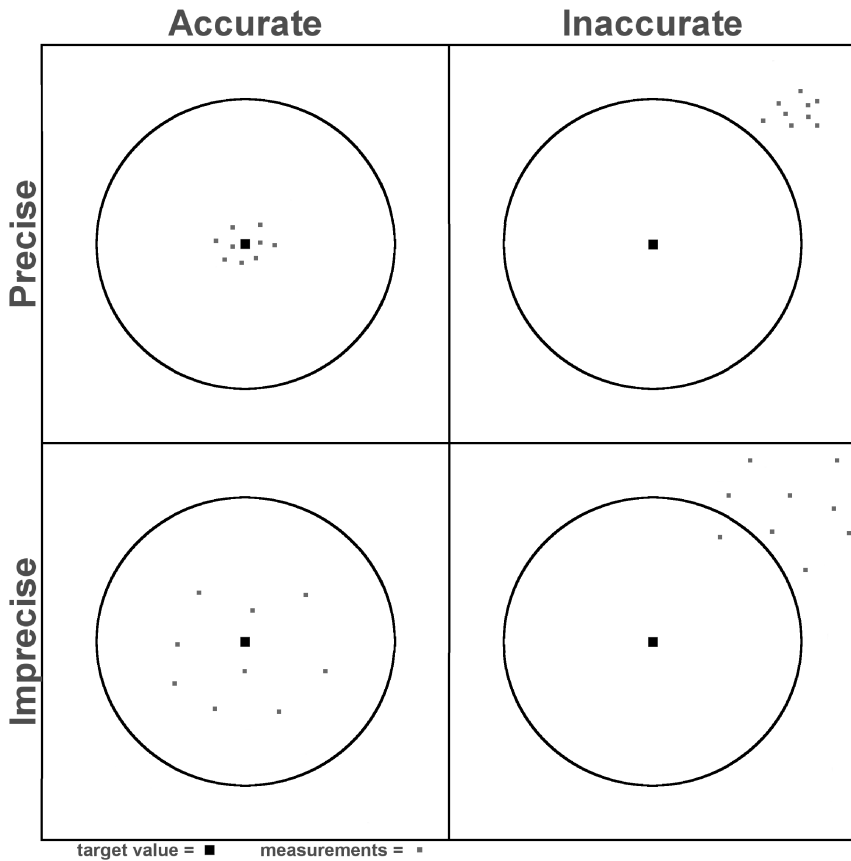 Accurate
Inaccurate
Precise
Imprecise
target value =
measurements =